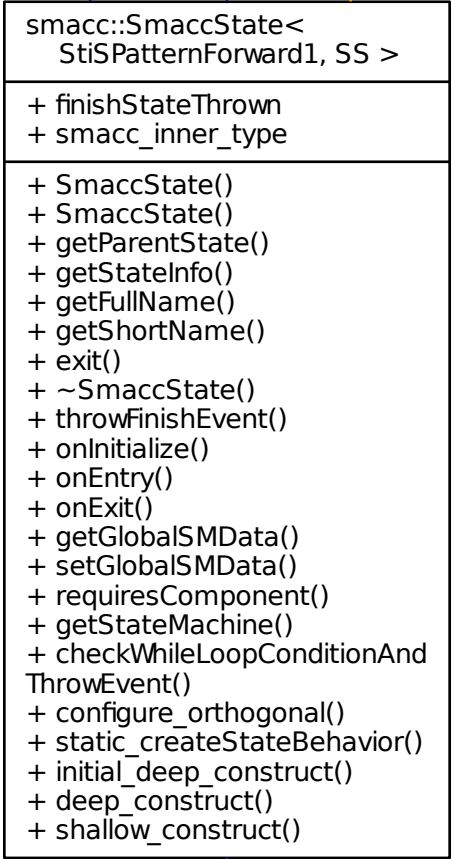 smacc::SmaccState<
StiSPatternForward1, SS >
+ finishStateThrown
+ smacc_inner_type
+ SmaccState()
+ SmaccState()
+ getParentState()
+ getStateInfo()
+ getFullName()
+ getShortName()
+ exit()
+ ~SmaccState()
+ throwFinishEvent()
+ onInitialize()
+ onEntry()
+ onExit()
+ getGlobalSMData()
+ setGlobalSMData()
+ requiresComponent()
+ getStateMachine()
+ checkWhileLoopConditionAnd
ThrowEvent()
+ configure_orthogonal()
+ static_createStateBehavior()
+ initial_deep_construct()
+ deep_construct()
+ shallow_construct()